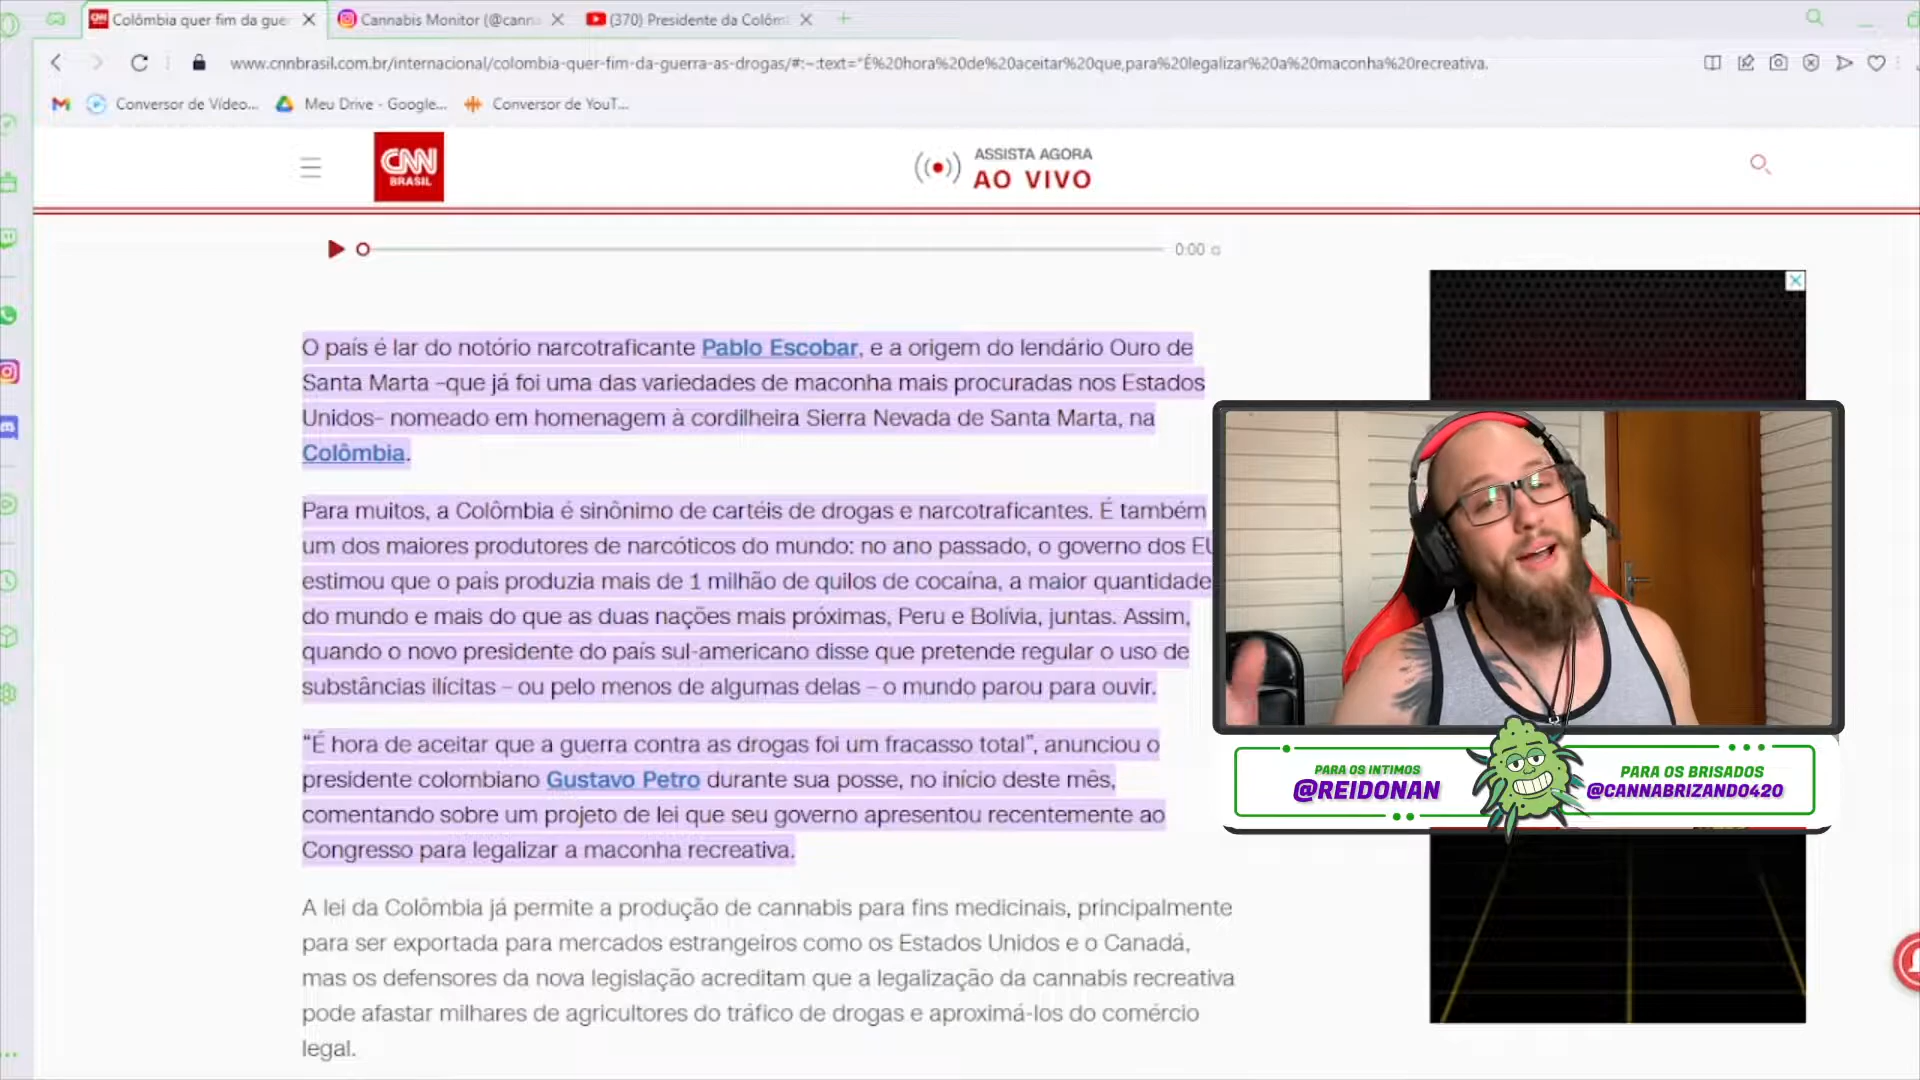 Colômbia quer fim da gue
Cannabis Monitor (@cann
(370) Presidente da Colôm
www.cnnbrasil.com.br/internacional/colombia-quer-fim-da-guerra-as-drogas/#:~:text="É%20hora%20de%20aceitar%20que,para%20legalizar%20a%20maconha%20recreativa.
Conversor de Vídeo...
Meu Drive - Google...
Conversor de YouT...
CNN
BRASIL
ASSISTA AGORA
AO VIVO
0:00
O país é lar do notório narcotraficante Pablo Escobar, e a origem do lendário Ouro de
Santa Marta –que já foi uma das variedades de maconha mais procuradas nos Estados
Unidos– nomeado em homenagem à cordilheira Sierra Nevada de Santa Marta, na
Colômbia.
Para muitos, a Colômbia é sinônimo de cartéis de drogas e narcotraficantes. É também
um dos maiores produtores de narcóticos do mundo: no ano passado, o governo dos EU
estimou que o país produzia mais de 1 milhão de quilos de cocaína, a maior quantidade
do mundo e mais do que as duas nações mais próximas, Peru e Bolívia, juntas. Assim,
quando o novo presidente do país sul-americano disse que pretende regular o uso de
substâncias ilícitas – ou pelo menos de algumas delas – o mundo parou para ouvir.
“É hora de aceitar que a guerra contra as drogas foi um fracasso total”, anunciou o
presidente colombiano Gustavo Petro durante sua posse, no início deste mês,
comentando sobre um projeto de lei que seu governo apresentou recentemente ao
Congresso para legalizar a maconha recreativa.
A lei da Colômbia já permite a produção de cannabis para fins medicinais, principalmente
para ser exportada para mercados estrangeiros como os Estados Unidos e o Canadá,
mas os defensores da nova legislação acreditam que a legalização da cannabis recreativa
pode afastar milhares de agricultores do tráfico de drogas e aproximá-los do comércio
legal.
PARA OS INTIMOS
@REIDONAN
PARA OS BRISADOS
@CANNABRIZANDO420